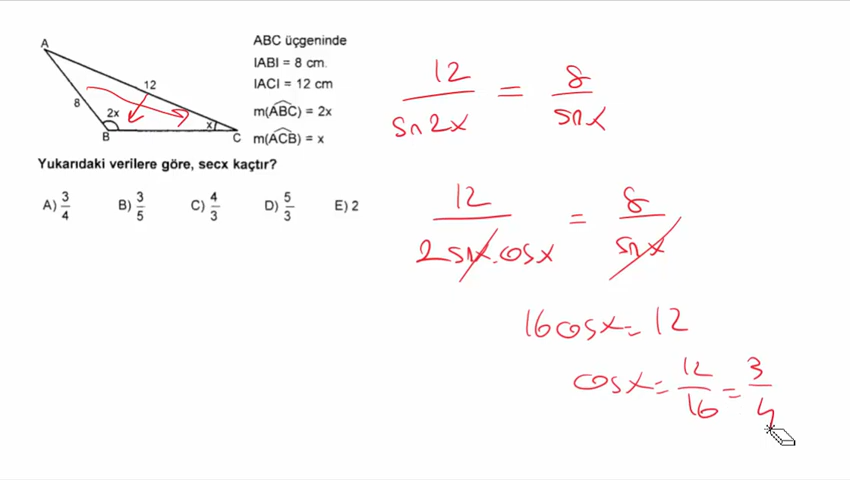 A
12
8
2x
x
B
C
ABC üçgeninde
IABI = 8 cm.
IACI = 12 cm
m(ABC) = 2x
m(ACB) = x
Yukarıdaki verilere göre, secx kaçtır?
A) 3/4 B) 3/5 C) 4/3 D) 5/3 E) 2
12/sn2x = 8/snx
12/2snx.cosx = 8/snx
16cosx = 12
cosx = 12/16 = 3/4